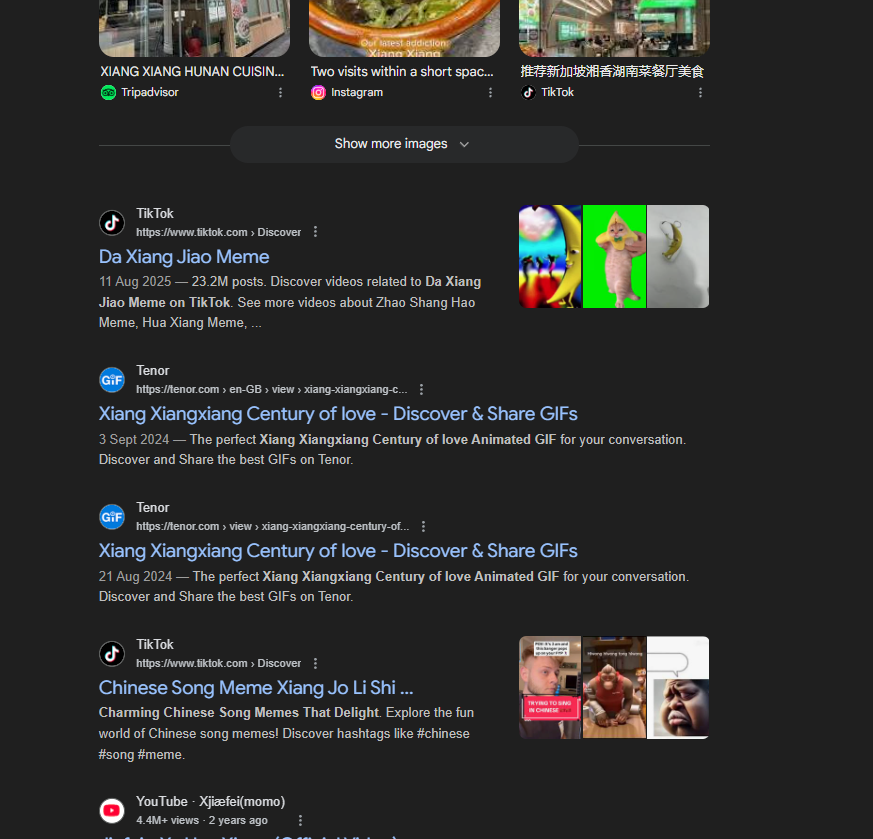 Our latest addiction:
Xiang Xiang
XIANG XIANG HUNAN CUISIN...
Two visits within a short spac...
推荐新加坡湘香湖南菜餐厅美食
Tripadvisor
Instagram
TikTok
Show more images
TikTok
https://www.tiktok.com › Discover
Da Xiang Jiao Meme
11 Aug 2025 — 23.2M posts. Discover videos related to Da Xiang
Jiao Meme on TikTok. See more videos about Zhao Shang Hao
Meme, Hua Xiang Meme, ...
Tenor
GIF
https://tenor.com › en-GB › view › xiang-xiangxiang-c...
Xiang Xiangxiang Century of love - Discover & Share GIFs
3 Sept 2024 — The perfect Xiang Xiangxiang Century of love Animated GIF for your conversation.
Discover and Share the best GIFs on Tenor.
Tenor
GIF
https://tenor.com › view › xiang-xiangxiang-century-of...
Xiang Xiangxiang Century of love - Discover & Share GIFs
21 Aug 2024 — The perfect Xiang Xiangxiang Century of love Animated GIF for your conversation.
Discover and Share the best GIFs on Tenor.
TikTok
https://www.tiktok.com › Discover
Chinese Song Meme Xiang Jo Li Shi ...
Charming Chinese Song Memes That Delight. Explore the fun
world of Chinese song memes! Discover hashtags like #chinese
#song #meme.
TRYING TO SING
IN CHINESE
YouTube · Xjiæfei(momo)
4.4M+ views · 2 years ago